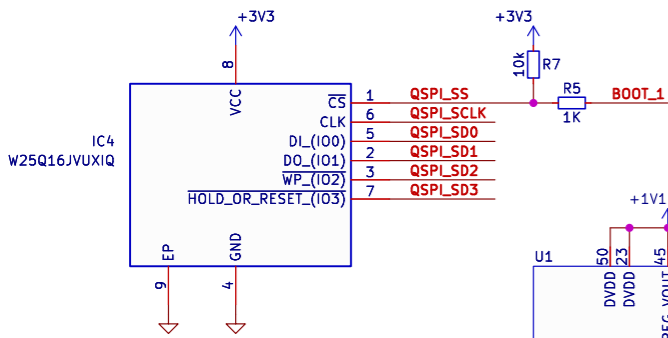 +3V3
+3V3
8
VCC
10k
R7
CS
1
QSPI_SS
R5
1K
BOOT_1
CLK
6
QSPI_SCLK
IC4
W25Q16JVUXIQ
DI_(IO0)
5
QSPI_SD0
DO_(IO1)
2
QSPI_SD1
WP_(IO2)
3
QSPI_SD2
HOLD_OR_RESET_(IO3)
7
QSPI_SD3
+1V1
EP
GND
9
4
U1
50
23
45
DVDD
DVDD